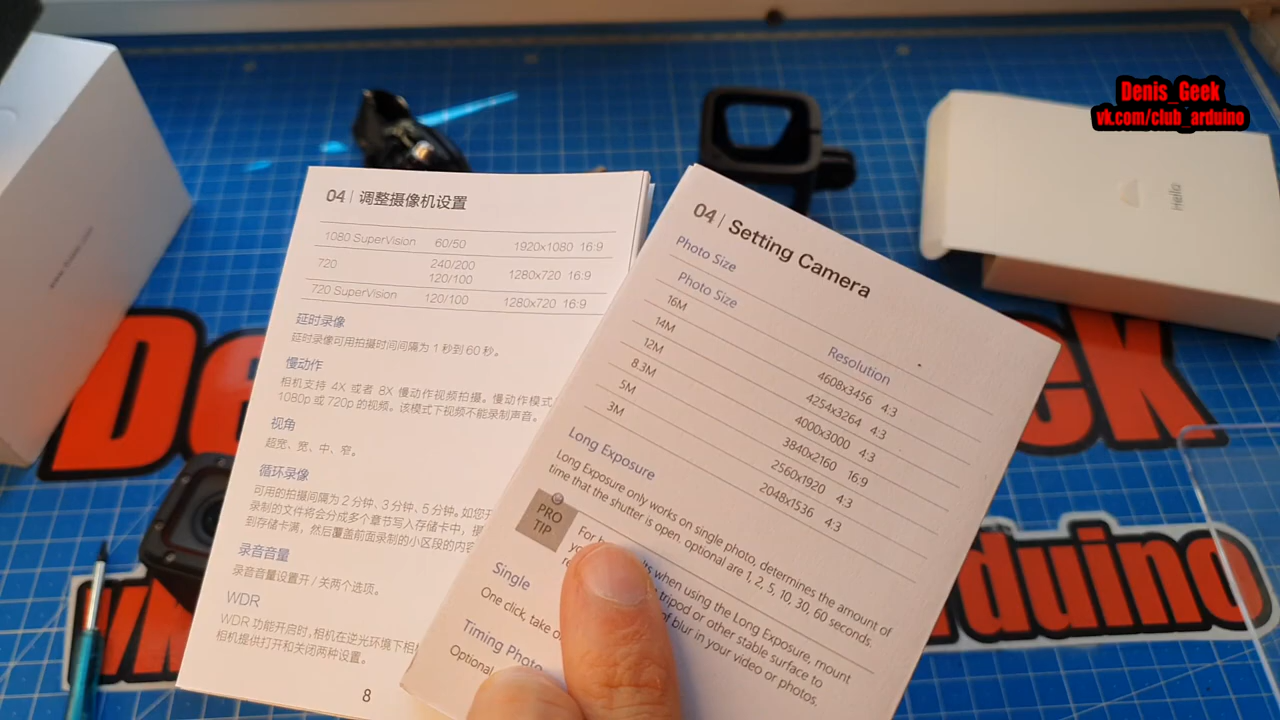 Denis_Geek
vk.com/club_arduino
Hello
04 | 调整摄像机设置
1080 SuperVision 60/50 1920x1080 16:9
720 240/200 1280x720 16:9
120/100
720 SuperVision 120/100 1280x720 16:9
延时录像
延时录像可用拍摄时间间隔为 1 秒到 60 秒。
慢动作
相机支持 4X 或者 8X 慢动作视频拍摄。慢动作模式
1080p 或 720p 的视频。该模式下视频不能录制声音。
视角
超宽、宽、中、窄。
循环录像
可用的拍摄间隔为 2 分钟、3 分钟、5 分钟。如您
录制的文件将会分成多个章节写入存储卡中，
到存储卡满，然后覆盖前面录制的小区段的内容
录音音量
录音音量设置开 / 关两个选项。
WDR
WDR 功能开启时，相机在逆光环境下
相机提供打开和关闭两种设置。
8
04 | Setting Camera
Photo Size
Photo Size Resolution
16M 4608x3456 4:3
14M 4254x3264 4:3
12M 4000x3000 4:3
8.3M 3840x2160 16:9
5M 2560x1920 4:3
3M 2048x1536 4:3
Long Exposure
Long Exposure only works on single photo, determines the amount of
time that the shutter is open. optional are 1, 2, 5, 10, 30, 60 seconds.
PRO
TIP
For when using the Long Exposure, mount
tripod or other stable surface to
of blur in your video or photos.
Single
One click, take
Timing Photo
Optional
De eek
vk rduino